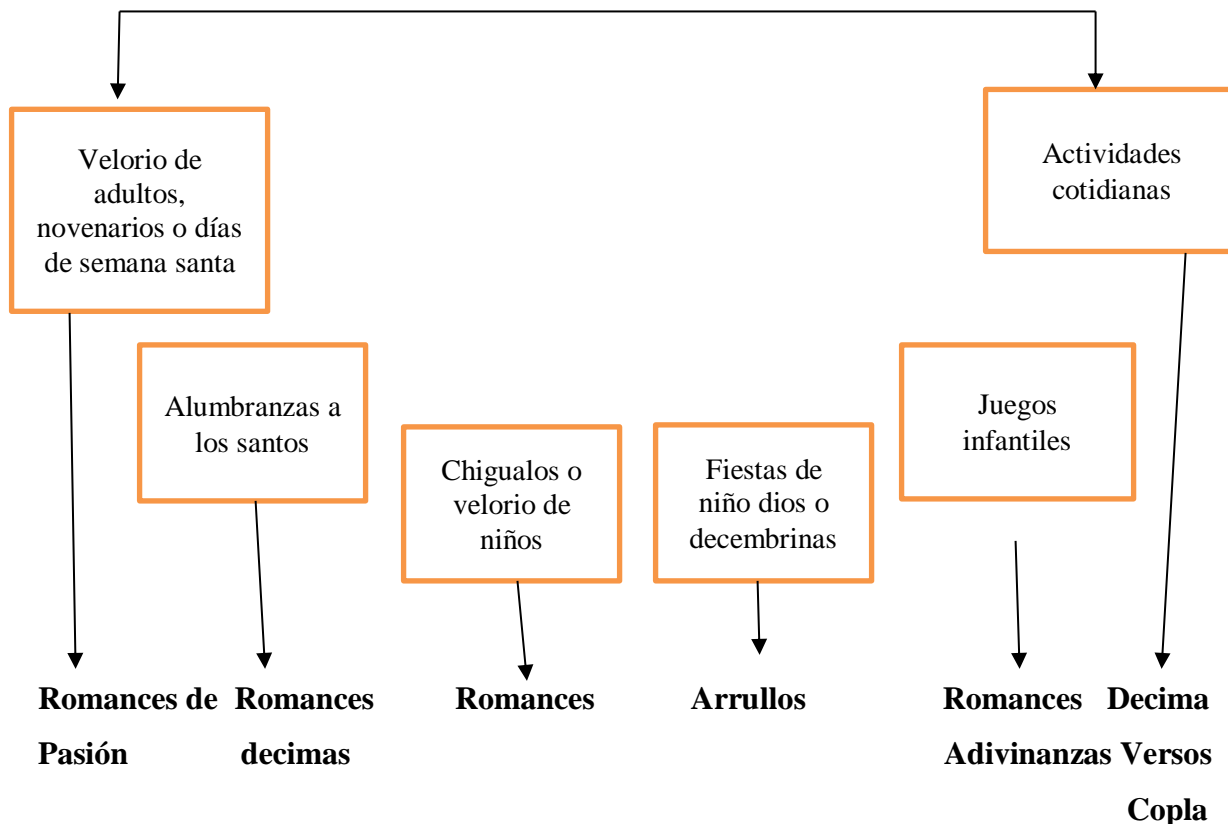 Velorio de
adultos,
novenarios o días
de semana santa
Actividades
cotidianas
Alumbranzas a
los santos
Chigualos o
velorio de
niños
Fiestas de
niño dios o
decembrinas
Juegos
infantiles
Romances de Romances Romances Arrullos Romances Decima
Pasión decimas Adivinanzas Versos
Copla